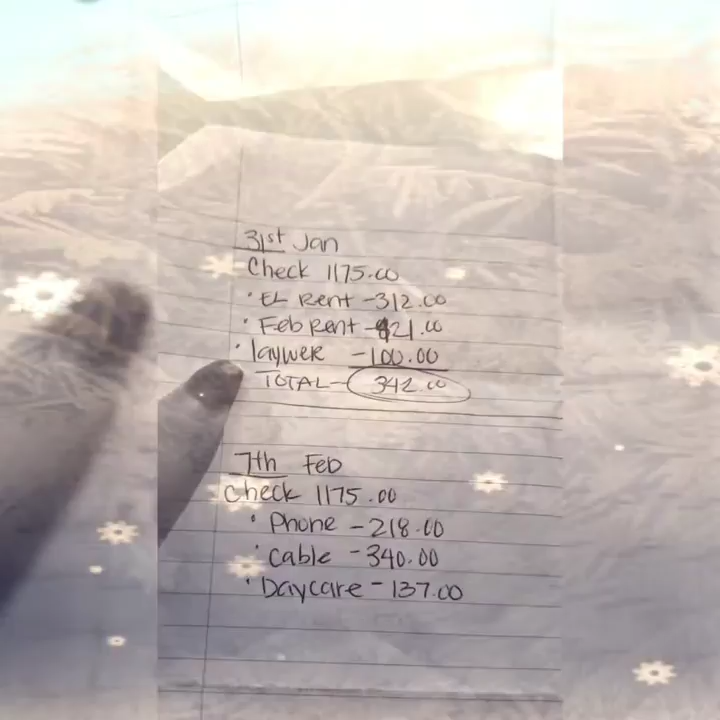 31st Jan
Check 1175.00
• EL Rent -312.00
• Feb Rent -421.00
• laywer -100.00
TOTAL- 342.00
7th Feb
Check 1175.00
• Phone -218.00
• Cable -340.00
• Daycare - 137.00